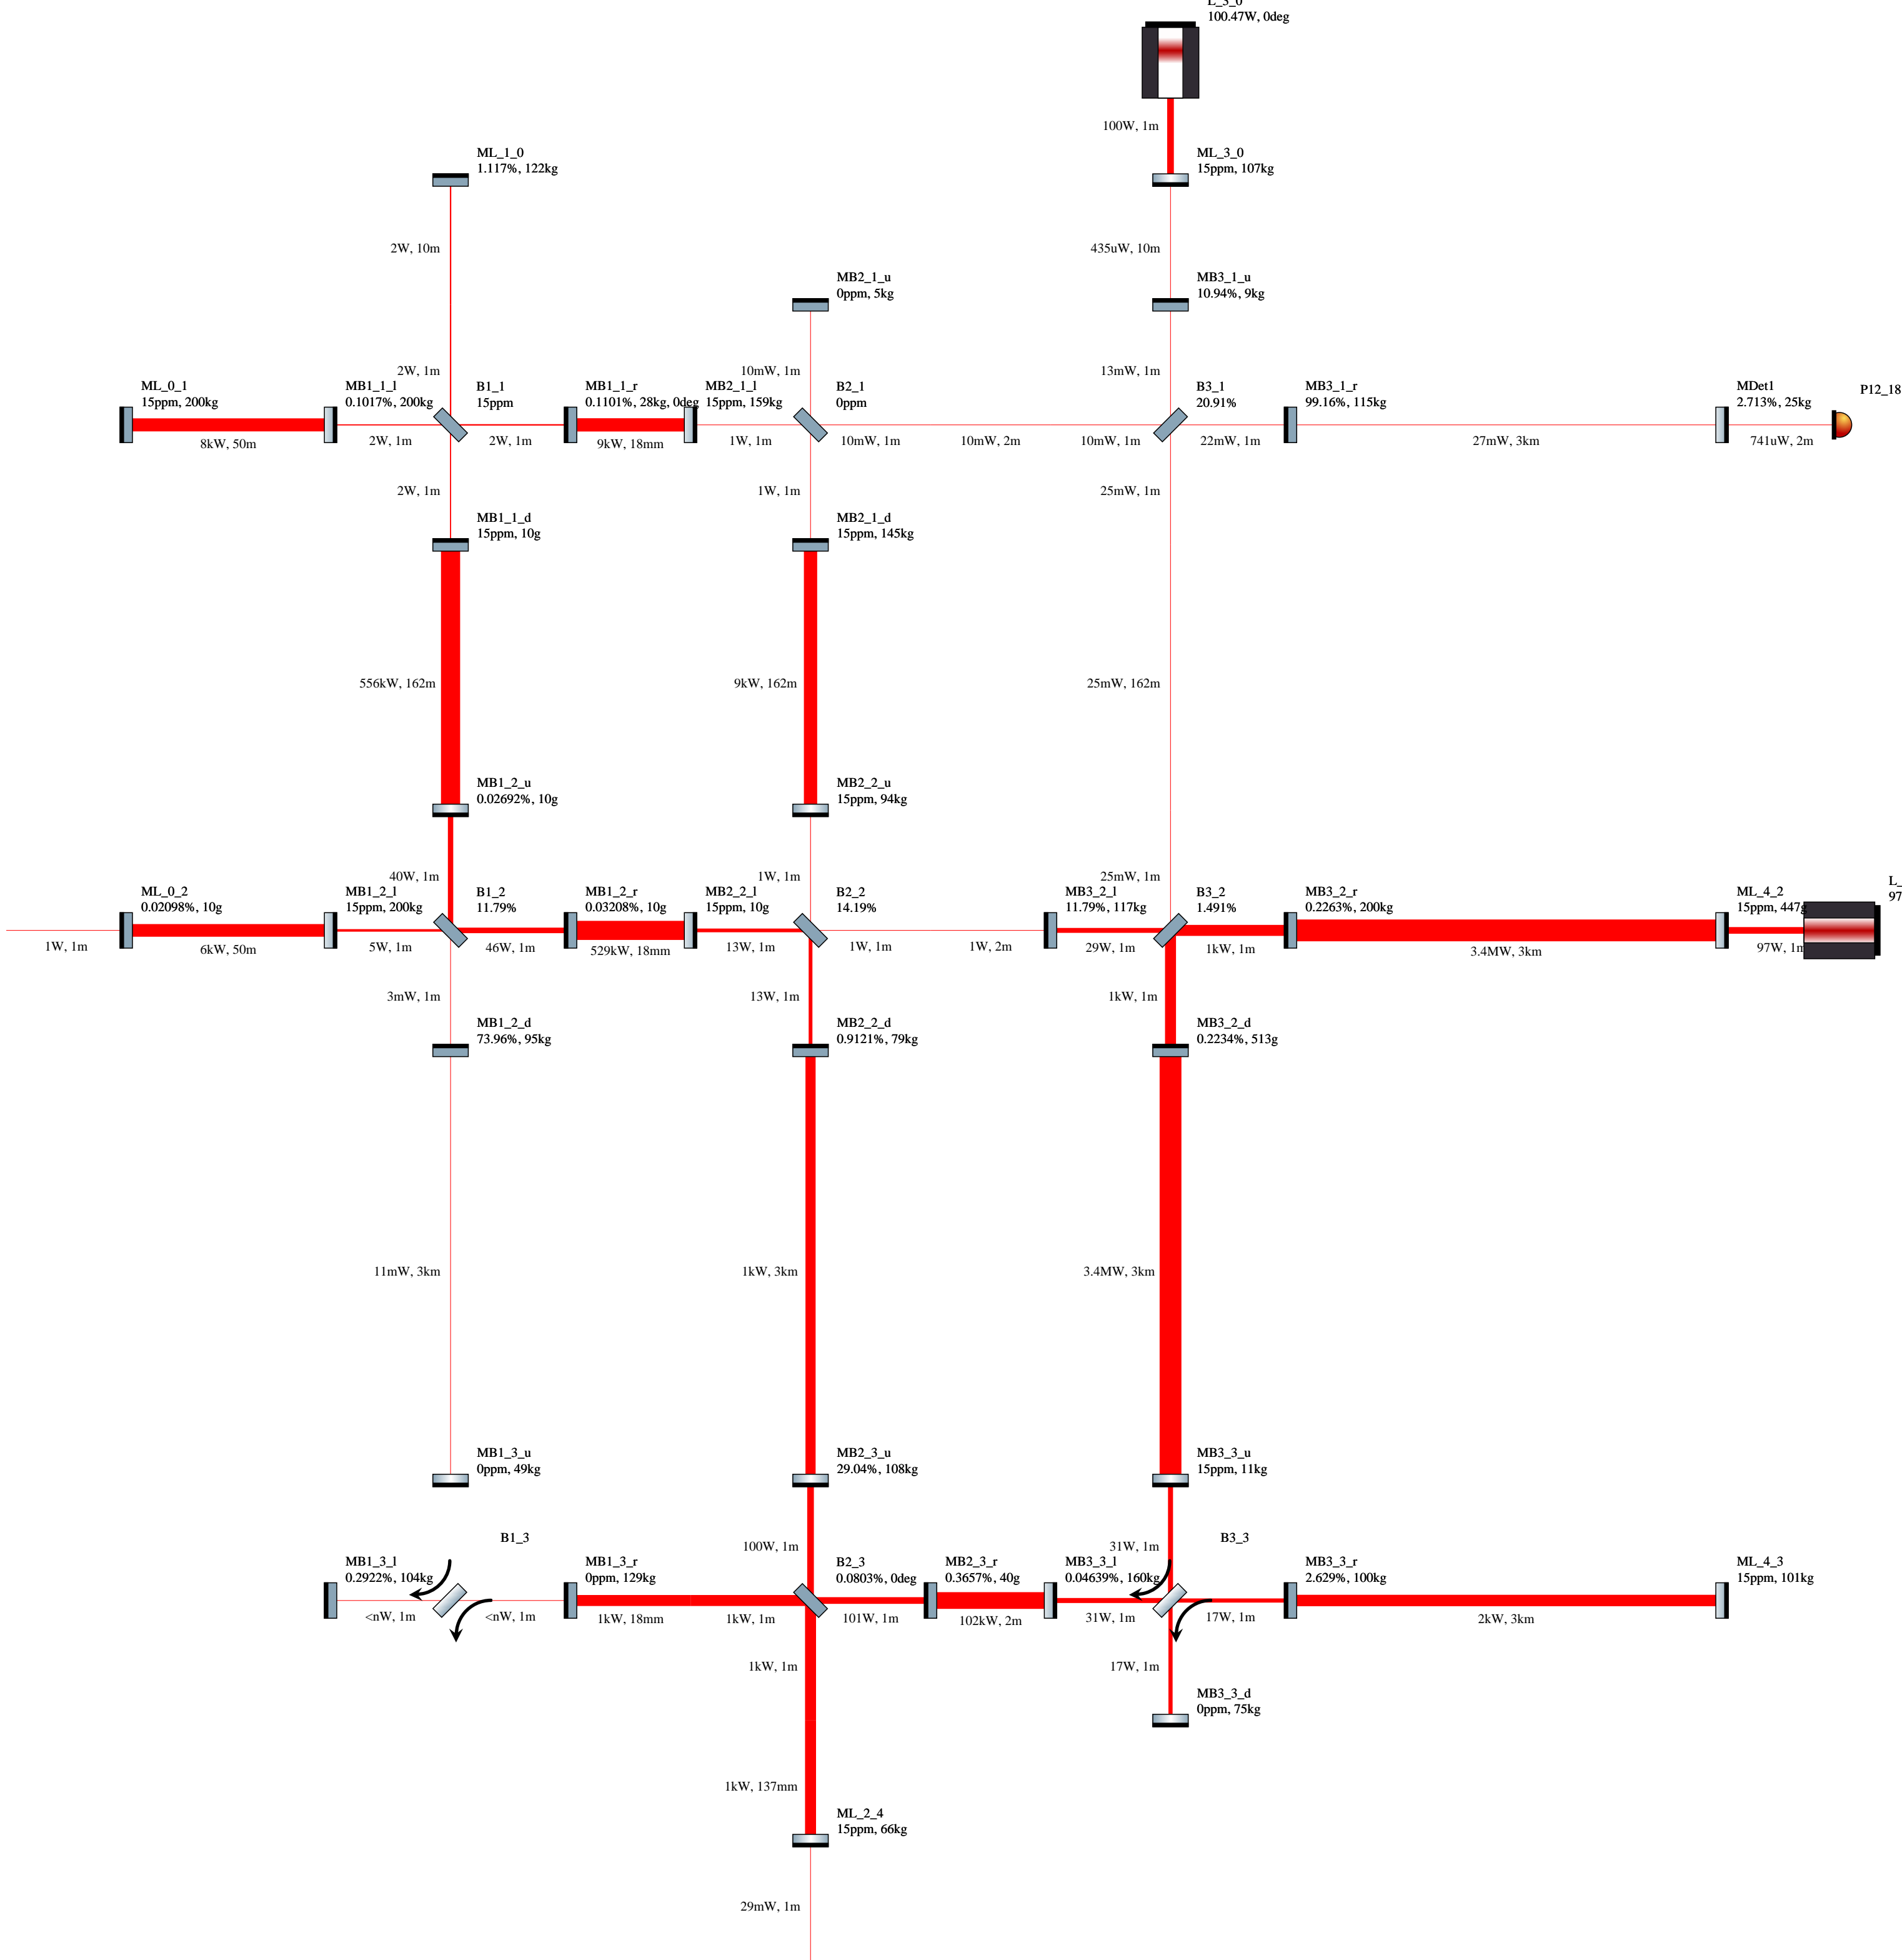 L_3_0
100.47W, 0deg
100W, 1m
ML_1_0
1.117%, 122kg
ML_3_0
15ppm, 107kg
2W, 10m
435uW, 10m
MB2_1_u
0ppm, 5kg
MB3_1_u
10.94%, 9kg
2W, 1m
10mW, 1m
13mW, 1m
ML_0_1
15ppm, 200kg
MB1_1_l
0.1017%, 200kg
B1_1
15ppm
MB1_1_r
0.1101%, 28kg, 0deg
MB2_1_l
15ppm, 159kg
B2_1
0ppm
B3_1
20.91%
MB3_1_r
99.16%, 115kg
MDet1
2.713%, 25kg
P12_18
8kW, 50m
2W, 1m
2W, 1m
9kW, 18mm
1W, 1m
10mW, 1m
10mW, 2m
10mW, 1m
22mW, 1m
27mW, 3km
741uW, 2m
2W, 1m
1W, 1m
25mW, 1m
MB1_1_d
15ppm, 10g
MB2_1_d
15ppm, 145kg
556kW, 162m
9kW, 162m
25mW, 162m
MB1_2_u
0.02692%, 10g
MB2_2_u
15ppm, 94kg
40W, 1m
1W, 1m
25mW, 1m
ML_0_2
0.02098%, 10g
MB1_2_l
15ppm, 200kg
B1_2
11.79%
MB1_2_r
0.03208%, 10g
MB2_2_l
15ppm, 10g
B2_2
14.19%
MB3_2_l
11.79%, 117kg
B3_2
1.491%
MB3_2_r
0.2263%, 200kg
ML_4_2
15ppm, 447g
L_
97
1W, 1m
6kW, 50m
5W, 1m
46W, 1m
529kW, 18mm
13W, 1m
1W, 1m
1W, 2m
29W, 1m
1kW, 1m
3.4MW, 3km
97W, 1m
3mW, 1m
13W, 1m
1kW, 1m
MB1_2_d
73.96%, 95kg
MB2_2_d
0.9121%, 79kg
MB3_2_d
0.2234%, 513g
11mW, 3km
1kW, 3km
3.4MW, 3km
MB1_3_u
0ppm, 49kg
MB2_3_u
29.04%, 108kg
MB3_3_u
15ppm, 11kg
100W, 1m
31W, 1m
B1_3
B3_3
MB1_3_l
0.2922%, 104kg
MB1_3_r
0ppm, 129kg
B2_3
0.0803%, 0deg
MB2_3_r
0.3657%, 40g
MB3_3_l
0.04639%, 160kg
MB3_3_r
2.629%, 100kg
ML_4_3
15ppm, 101kg
<nW, 1m
<nW, 1m
1kW, 18mm
1kW, 1m
101W, 1m
102kW, 2m
31W, 1m
17W, 1m
2kW, 3km
1kW, 1m
17W, 1m
MB3_3_d
0ppm, 75kg
1kW, 137mm
ML_2_4
15ppm, 66kg
29mW, 1m